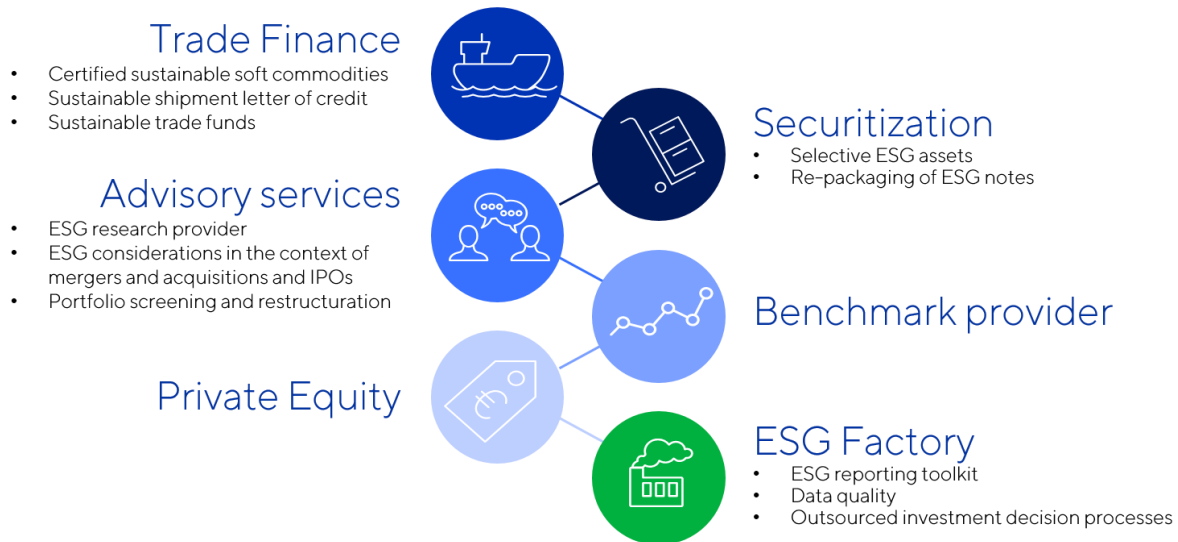 Trade Finance
• Certified sustainable soft commodities
• Sustainable shipment letter of credit
• Sustainable trade funds
Securitization
• Selective ESG assets
• Re-packaging of ESG notes
Advisory services
• ESG research provider
• ESG considerations in the context of
mergers and acquisitions and IPOs
• Portfolio screening and restructuration
Benchmark provider
Private Equity
€
ESG Factory
• ESG reporting toolkit
• Data quality
• Outsourced investment decision processes